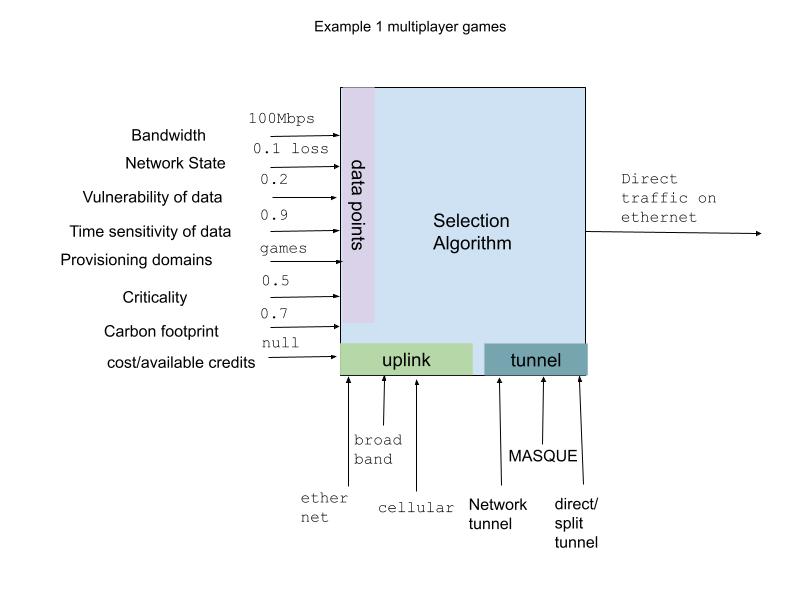 Example 1 multiplayer games
100Mbps
Bandwidth
0.1 loss
Network State
0.2
Vulnerability of data
0.9
Time sensitivity of data
games
Provisioning domains
0.5
Criticality
0.7
Carbon footprint
null
cost/available credits
data points
Selection
Algorithm
Direct
traffic on
ethernet
uplink
tunnel
broad
band
MASQUE
ether
net
cellular
Network
tunnel
direct/
split
tunnel